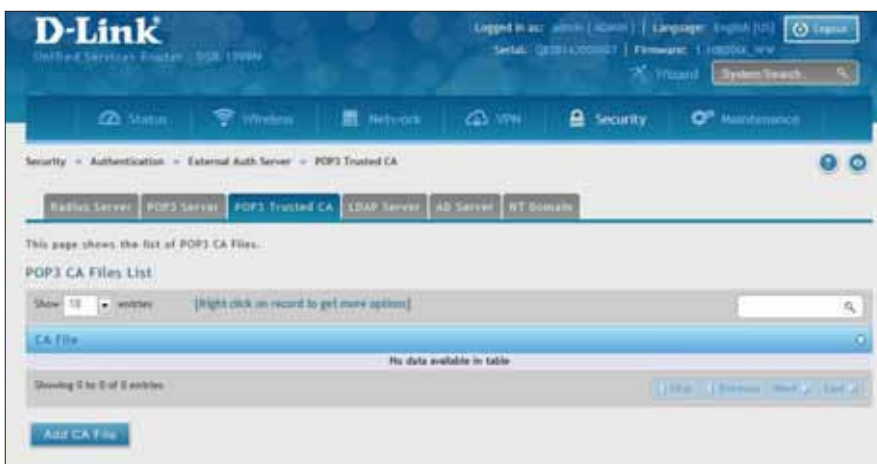 D-Link
Logged in as: admin ( ADMIN ) | Language: English [US]
Logout
Unified Services Router - DSR-1000N
Serial: | Firmware:
Wizard
System Search
Status
Wireless
Network
VPN
Security
Maintenance
Security » Authentication » External Auth Server » POP3 Trusted CA
Radius Server
POP3 Server
POP3 Trusted CA
LDAP Server
AD Server
NT Domain
This page shows the list of POP3 CA Files.
POP3 CA Files List
Show 10 entries
[Right click on record to get more options]
CA File
No data available in table
Showing 0 to 0 of 0 entries
First
Previous
Next
Last
Add CA File